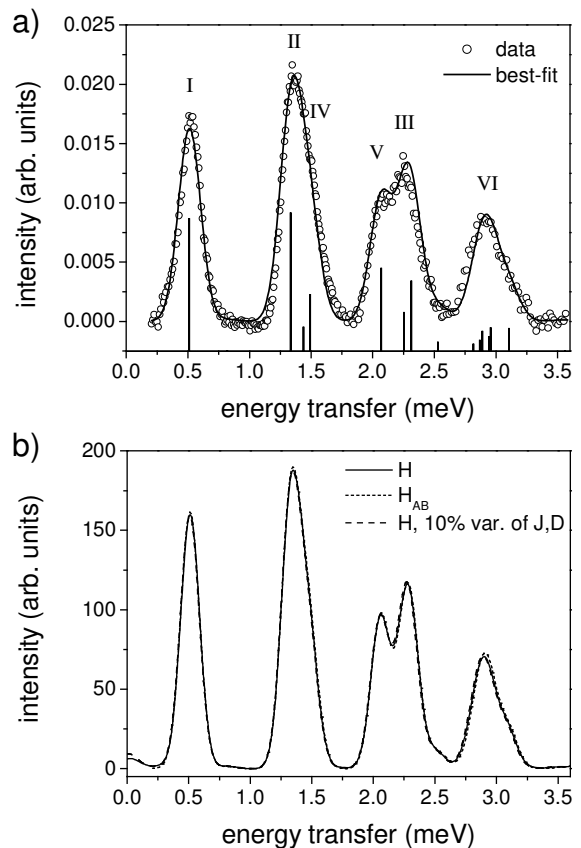 a)
0.025
0.020
0.015
0.010
0.005
0.000
intensity (arb. units)
I
II
IV
V
III
VI
data
best-fit
0.0 0.5 1.0 1.5 2.0 2.5 3.0 3.5
energy transfer (meV)
b)
200
150
100
50
0
intensity (arb. units)
H
H_AB
H, 10% var. of J,D
0.0 0.5 1.0 1.5 2.0 2.5 3.0 3.5
energy transfer (meV)